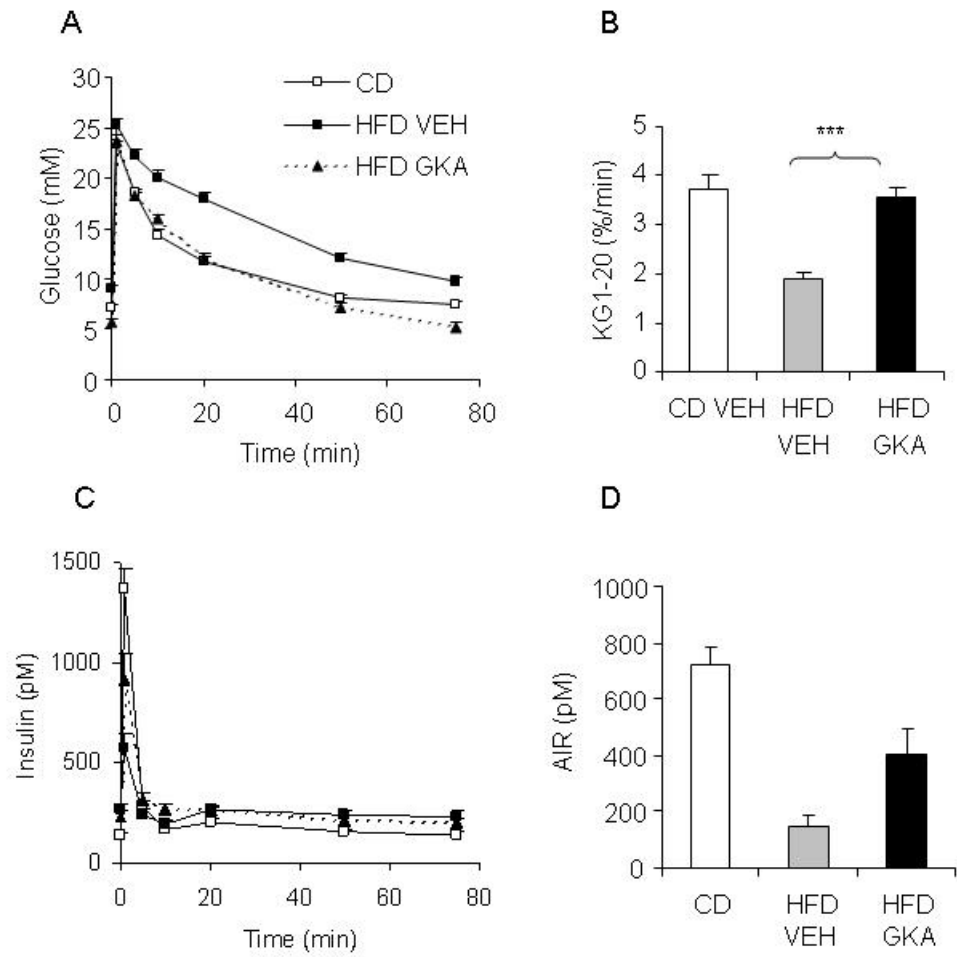 A
CD
HFD VEH
HFD GKA
Glucose (mM)
30
25
20
15
10
5
0
0 20 40 60 80
Time (min)
B
KG1-20 (%/min)
5
4
3
2
1
0
***
CD VEH HFD HFD
VEH GKA
C
Insulin (pM)
1500
1000
500
0
0 20 40 60 80
Time (min)
D
AIR (pM)
1000
800
600
400
200
0
CD HFD HFD
VEH GKA